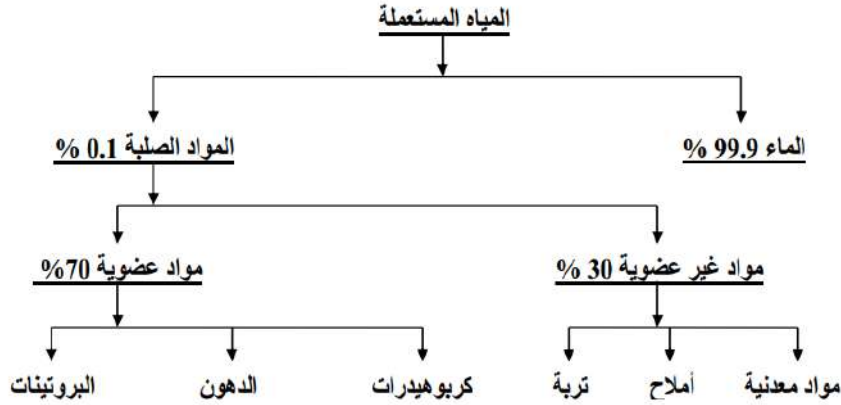 المياه المستعملة
الماء 99.9 %
المواد الصلبة 0.1 %
مواد غير عضوية 30 %
مواد عضوية 70%
مواد معدنية
أملاح
تربة
كربوهيدرات
الدهون
البروتينات